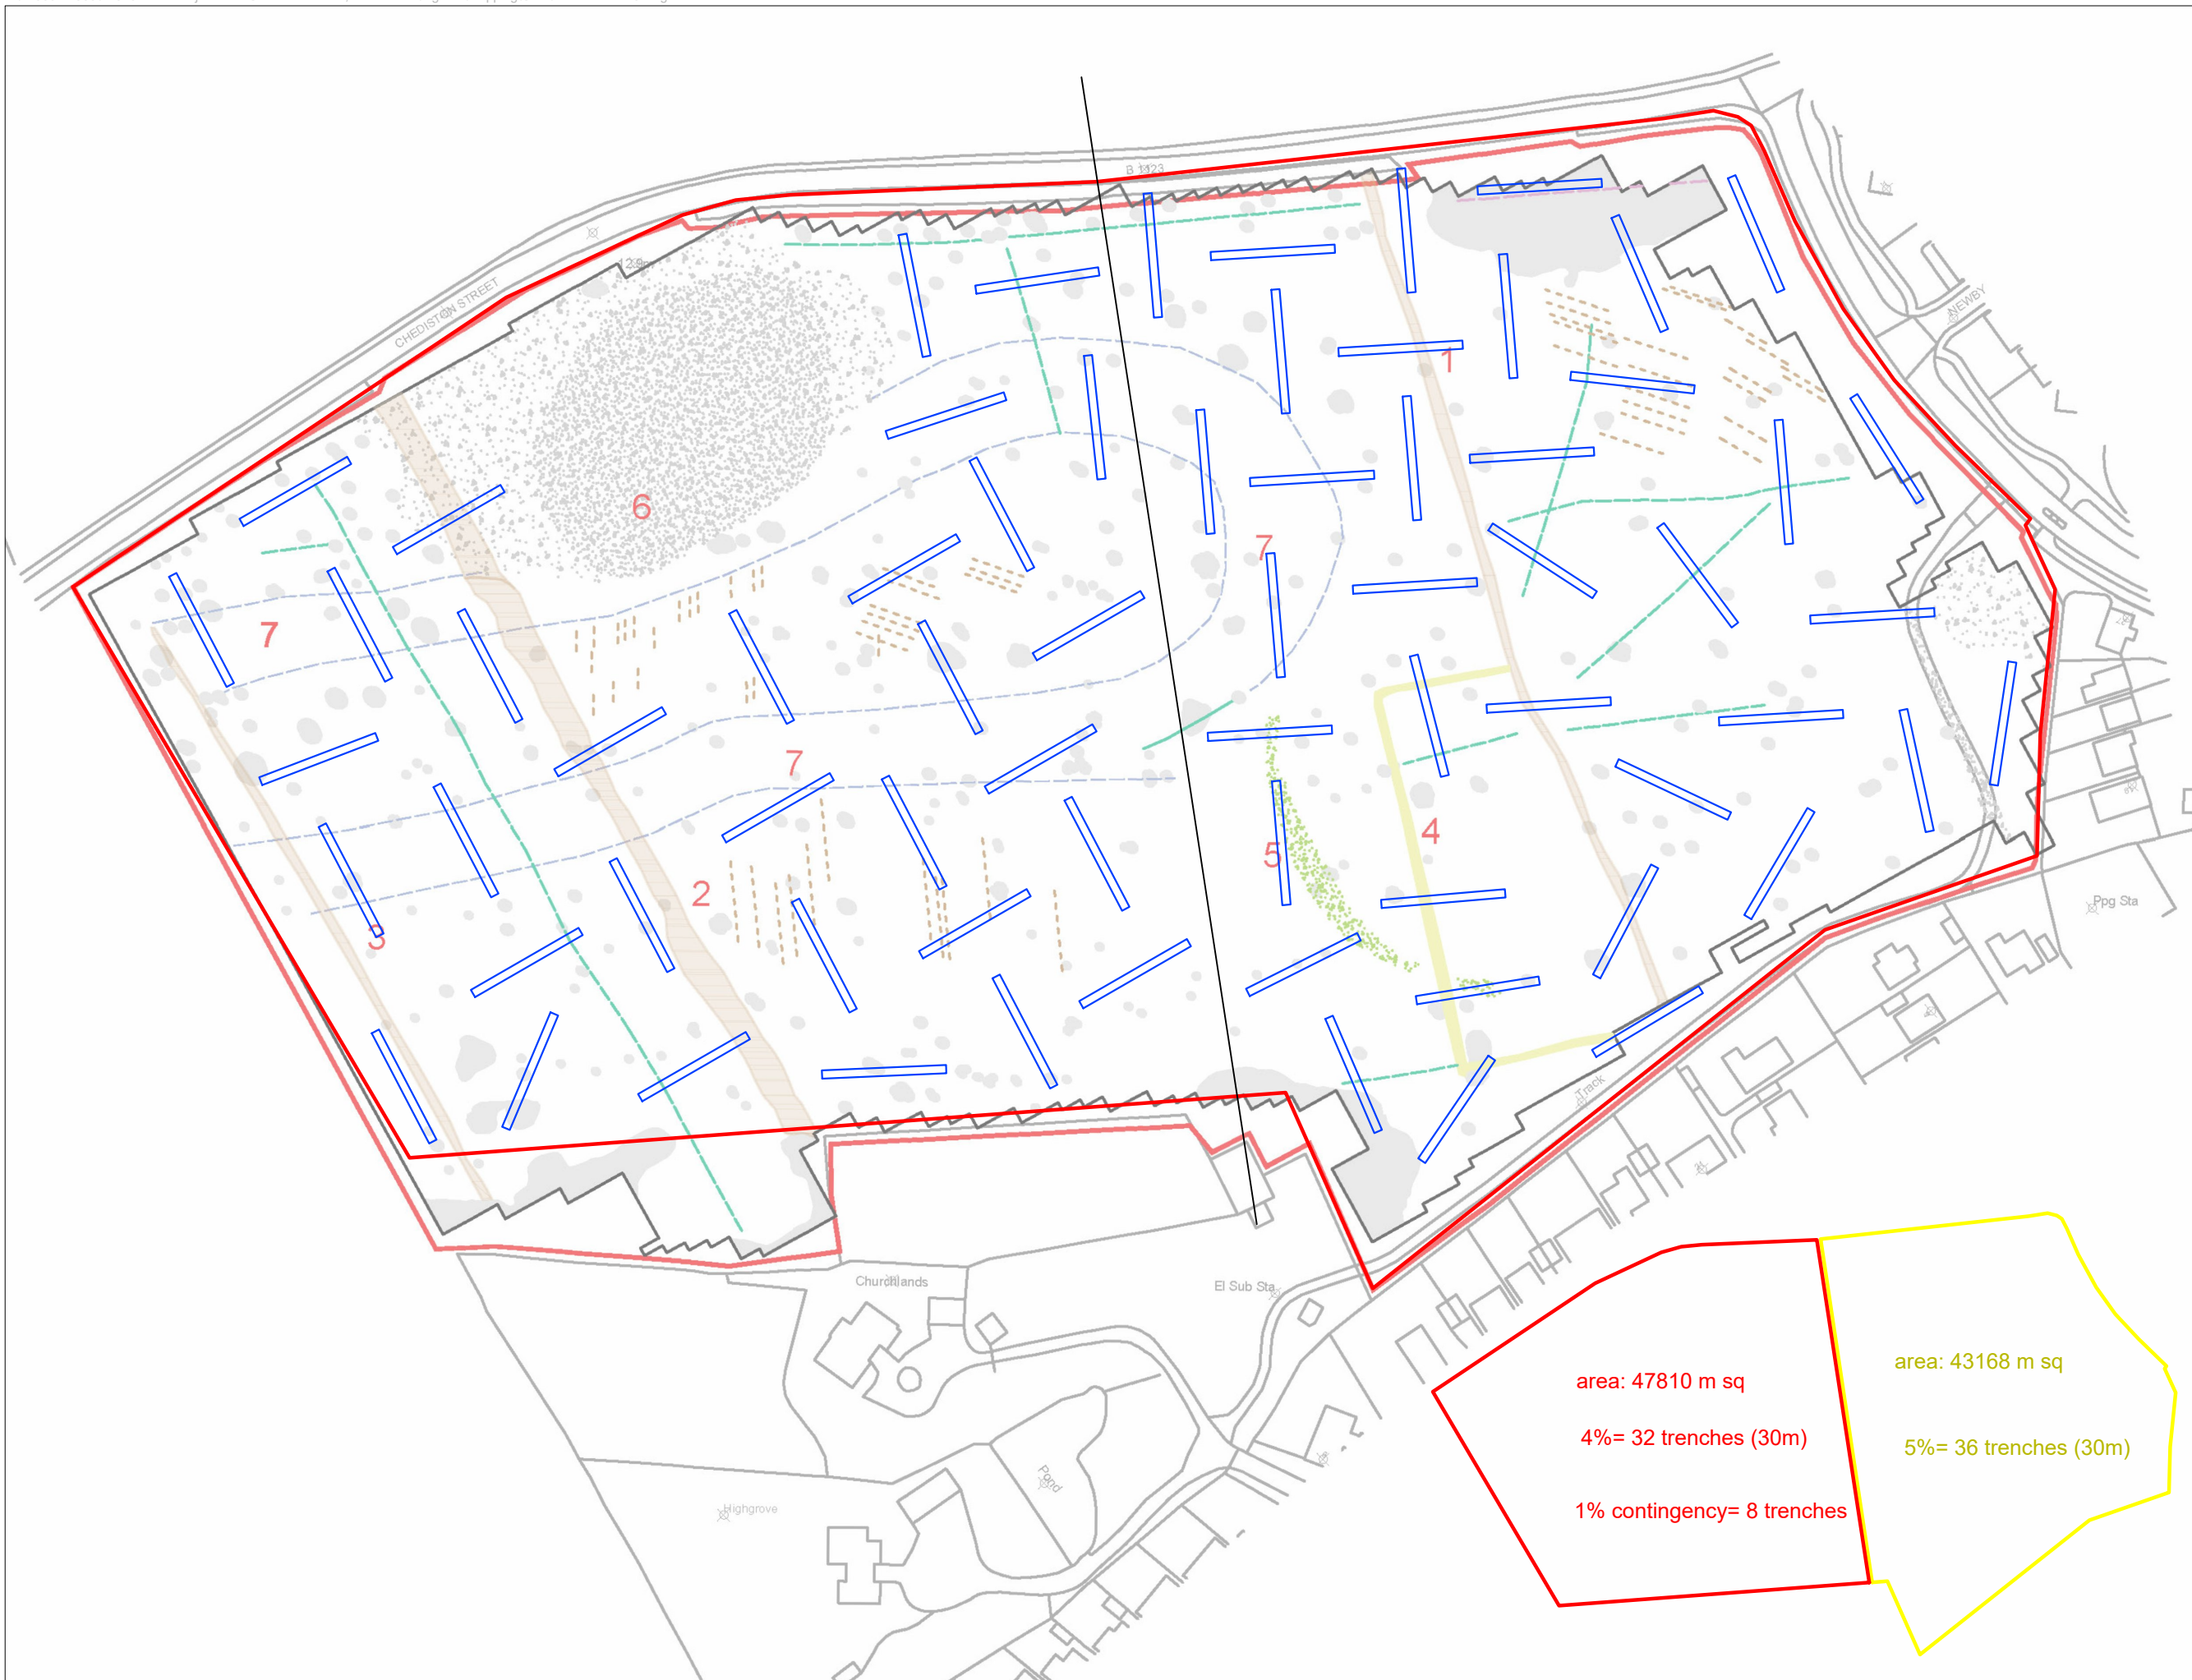 B 1123
CHEDISTON STREET
NEWBY
1
6
7
7
7
4
5
2
3
Ppg Sta
Track
Churchlands
El Sub Sta
Pond
Highgrove
area: 47810 m sq
4%= 32 trenches (30m)
1% contingency= 8 trenches
area: 43168 m sq
5%= 36 trenches (30m)